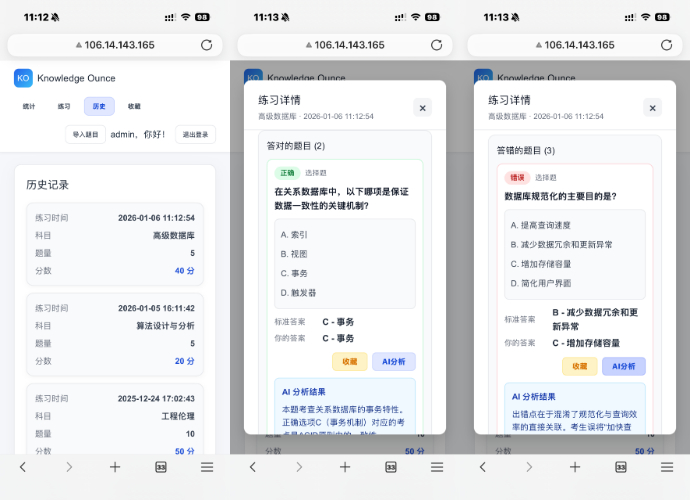 11:12
98
106.14.143.165
KO Knowledge Ounce
统计 练习 历史 收藏
导入题目 admin，你好！ 退出登录
历史记录
练习时间 2026-01-06 11:12:54
科目 高级数据库
题量 5
分数 40 分
练习时间 2026-01-05 16:11:42
科目 算法设计与分析
题量 5
分数 20 分
练习时间 2025-12-24 17:02:43
科目 工程伦理
题量 10
分数 50 分
33
11:13
98
106.14.143.165
KO Knowledge Ounce
练习详情
高级数据库 · 2026-01-06 11:12:54
×
答对的题目 (2)
正确 选择题
在关系数据库中，以下哪项是保证
数据一致性的关键机制？
A. 索引
B. 视图
C. 事务
D. 触发器
标准答案 C - 事务
你的答案 C - 事务
收藏 AI分析
AI 分析结果
本题考查关系数据库的事务特性，
正确选项C（事务机制）对应的考
33
11:13
98
106.14.143.165
KO Knowledge Ounce
练习详情
高级数据库 · 2026-01-06 11:12:54
×
答错的题目 (3)
错误 选择题
数据库规范化的主要目的是？
A. 提高查询速度
B. 减少数据冗余和更新异常
C. 增加存储容量
D. 简化用户界面
标准答案 B - 减少数据冗余和更
新异常
你的答案 C - 增加存储容量
收藏 AI分析
AI 分析结果
出错点在于混淆了规范化与查询效
率的直接关联，考生误将“加快查
33